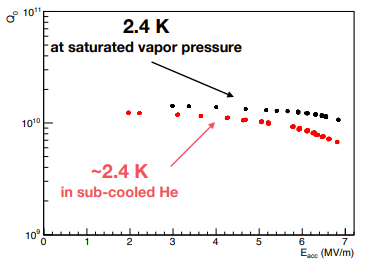 10¹¹
Q₀
2.4 K
at saturated vapor pressure
10¹⁰
~2.4 K
in sub-cooled He
10⁹
0 1 2 3 4 5 6 7
Eacc (MV/m)